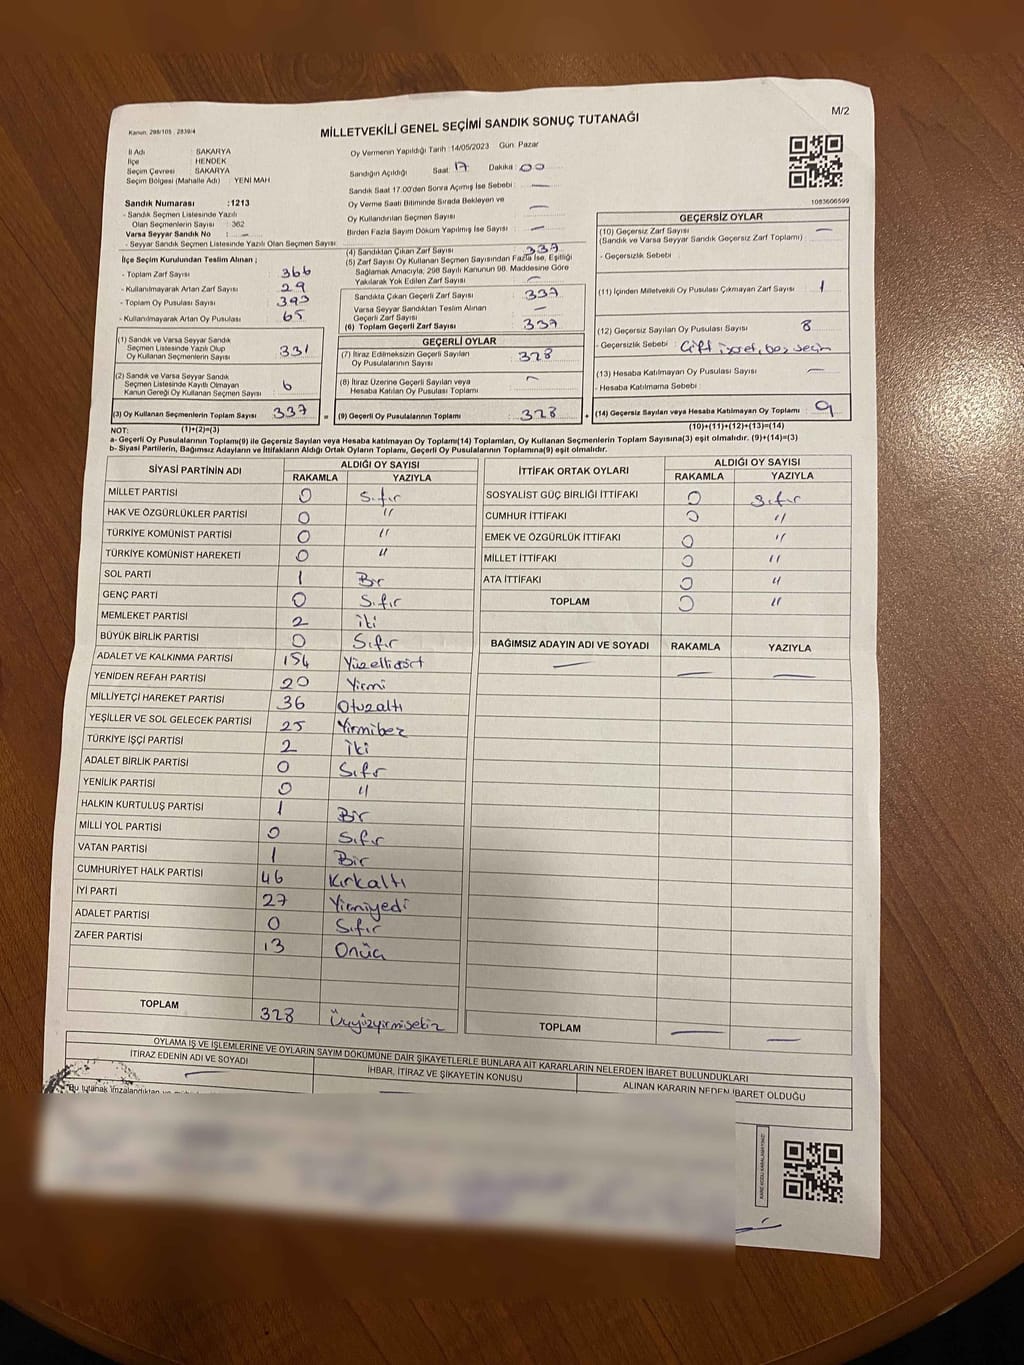 M/2
Kanun, 298/105 , 2839/4
MİLLETVEKİLİ GENEL SEÇİMİ SANDIK SONUÇ TUTANAĞI
İl Adı : SAKARYA
İlçe : HENDEK
Seçim Çevresi : SAKARYA
Seçim Bölgesi (Mahalle Adı) : YENİ MAH.
Sandık Numarası :1213
- Sandık Seçmen Listesinde Yazılı
Olan Seçmenlerin Sayısı : 362
Varsa Seyyar Sandık No : —
- Seyyar Sandık Seçmen Listesinde Yazılı Olan Seçmen Sayısı :
Oy Vermenin Yapıldığı Tarih :14/05/2023 Gün: Pazar
Sandığın Açıldığı Saat: 17 Dakika: 00
Sandık Saat 17.00'den Sonra Açılmış İse Sebebi : —
Oy Verme Saati Bitiminde Sırada Bekleyen ve
Oy Kullandırılan Seçmen Sayısı —
Birden Fazla Sayım Döküm Yapılmış İse Sayısı : —
1083606599
İlçe Seçim Kurulundan Teslim Alınan ;
- Toplam Zarf Sayısı : 366
- Kullanılmayarak Artan Zarf Sayısı : 29
- Toplam Oy Pusulası Sayısı : 393
- Kullanılmayarak Artan Oy Pusulası : 65
(1) Sandık ve Varsa Seyyar Sandık
Seçmen Listesinde Yazılı Olup
Oy Kullanan Seçmenlerin Sayısı : 331
(2) Sandık ve Varsa Seyyar Sandık
Seçmen Listesinde Kayıtlı Olmayan
Kanun Gereği Oy Kullanan Seçmen Sayısı : 6
(3) Oy Kullanan Seçmenlerin Toplam Sayısı : 337 =
(4) Sandıktan Çıkan Zarf Sayısı : 337
(5) Zarf Sayısı Oy Kullanan Seçmen Sayısından Fazla İse, Eşitliği
Sağlamak Amacıyla, 298 Sayılı Kanunun 98. Maddesine Göre
Yakılarak Yok Edilen Zarf Sayısı : —
Sandıkta Çıkan Geçerli Zarf Sayısı : 337
Varsa Seyyar Sandıktan Teslim Alınan
Geçerli Zarf Sayısı : —
(6) Toplam Geçerli Zarf Sayısı : 337
GEÇERLİ OYLAR
(7) İtiraz Edilmeksizin Geçerli Sayılan
Oy Pusulalarının Sayısı : 328
(8) İtiraz Üzerine Geçerli Sayılan veya
Hesaba Katılan Oy Pusulası Toplamı : —
(9) Geçerli Oy Pusulalarının Toplamı : 328 +
GEÇERSİZ OYLAR
(10) Geçersiz Zarf Sayısı : —
(Sandık ve Varsa Seyyar Sandık Geçersiz Zarf Toplamı) :
- Geçersizlik Sebebi :
(11) İçinden Milletvekili Oy Pusulası Çıkmayan Zarf Sayısı : 1
(12) Geçersiz Sayılan Oy Pusulası Sayısı : 8
- Geçersizlik Sebebi : Çift işaret, boş seçim
(13) Hesaba Katılmayan Oy Pusulası Sayısı : —
- Hesaba Katılmama Sebebi :
(14) Geçersiz Sayılan veya Hesaba Katılmayan Oy Toplamı : 9
NOT: (1)+(2)=(3) (10)+(11)+(12)+(13)=(14)
a- Geçerli Oy Pusulalarının Toplamı(9) ile Geçersiz Sayılan veya Hesaba katılmayan Oy Toplamı(14) Toplamları, Oy Kullanan Seçmenlerin Toplam Sayısına(3) eşit olmalıdır. (9)+(14)=(3)
b- Siyasi Partilerin, Bağımsız Adayların ve İttifakların Aldığı Ortak Oyların Toplamı, Geçerli Oy Pusulalarının Toplamına(9) eşit olmalıdır.
SİYASİ PARTİNİN ADI ALDIĞI OY SAYISI
RAKAMLA YAZIYLA
MİLLET PARTİSİ 0 Sıfır
HAK VE ÖZGÜRLÜKLER PARTİSİ 0 "
TÜRKİYE KOMÜNİST PARTİSİ 0 "
TÜRKİYE KOMÜNİST HAREKETİ 0 "
SOL PARTİ 1 Bir
GENÇ PARTİ 0 Sıfır
MEMLEKET PARTİSİ 2 iki
BÜYÜK BİRLİK PARTİSİ 0 Sıfır
ADALET VE KALKINMA PARTİSİ 154 Yüzellidört
YENİDEN REFAH PARTİSİ 20 Yirmi
MİLLİYETÇİ HAREKET PARTİSİ 36 Otuzaltı
YEŞİLLER VE SOL GELECEK PARTİSİ 25 Yirmibeş
TÜRKİYE İŞÇİ PARTİSİ 2 İki
ADALET BİRLİK PARTİSİ 0 Sıfır
YENİLİK PARTİSİ 0 "
HALKIN KURTULUŞ PARTİSİ 1 Bir
MİLLİ YOL PARTİSİ 0 Sıfır
VATAN PARTİSİ 1 Bir
CUMHURİYET HALK PARTİSİ 46 Kırkaltı
İYİ PARTİ 27 Yirmiyedi
ADALET PARTİSİ 0 Sıfır
ZAFER PARTİSİ 13 Onüç
TOPLAM 328 Üçyüzyirmisekiz
İTTİFAK ORTAK OYLARI ALDIĞI OY SAYISI
RAKAMLA YAZIYLA
SOSYALİST GÜÇ BİRLİĞİ İTTİFAKI 0 Sıfır
CUMHUR İTTİFAKI 0 "
EMEK VE ÖZGÜRLÜK İTTİFAKI 0 "
MİLLET İTTİFAKI 0 "
ATA İTTİFAKI 0 "
TOPLAM 0 "
BAĞIMSIZ ADAYIN ADI VE SOYADI RAKAMLA YAZIYLA
— — —
TOPLAM — —
OYLAMA İŞ VE İŞLEMLERİNE VE OYLARIN SAYIM DÖKÜMÜNE DAİR ŞİKAYETLERLE BUNLARA AİT KARARLARIN NELERDEN İBARET BULUNDUKLARI
İTİRAZ EDENİN ADI VE SOYADI İHBAR, İTİRAZ VE ŞİKAYETİN KONUSU ALINAN KARARIN NEDEN İBARET OLDUĞU
Bu tutanak imzalandıktan